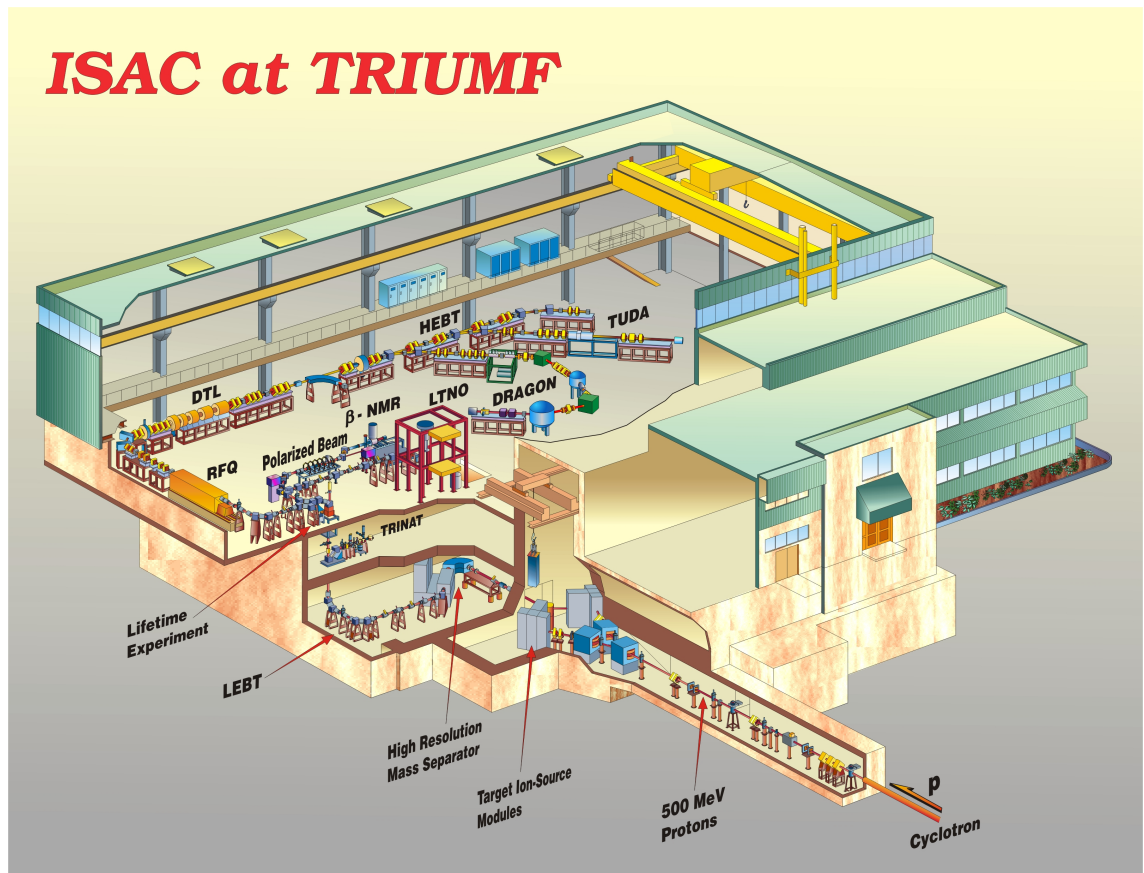 ISAC at TRIUMF
HEBT
TUDA
DTL
DRAGON
LTNO
β - NMR
Polarized Beam
RFQ
TRINAT
Lifetime
Experiment
LEBT
High Resolution
Mass Separator
Target Ion-Source
Modules
500 MeV
Protons
p
Cyclotron